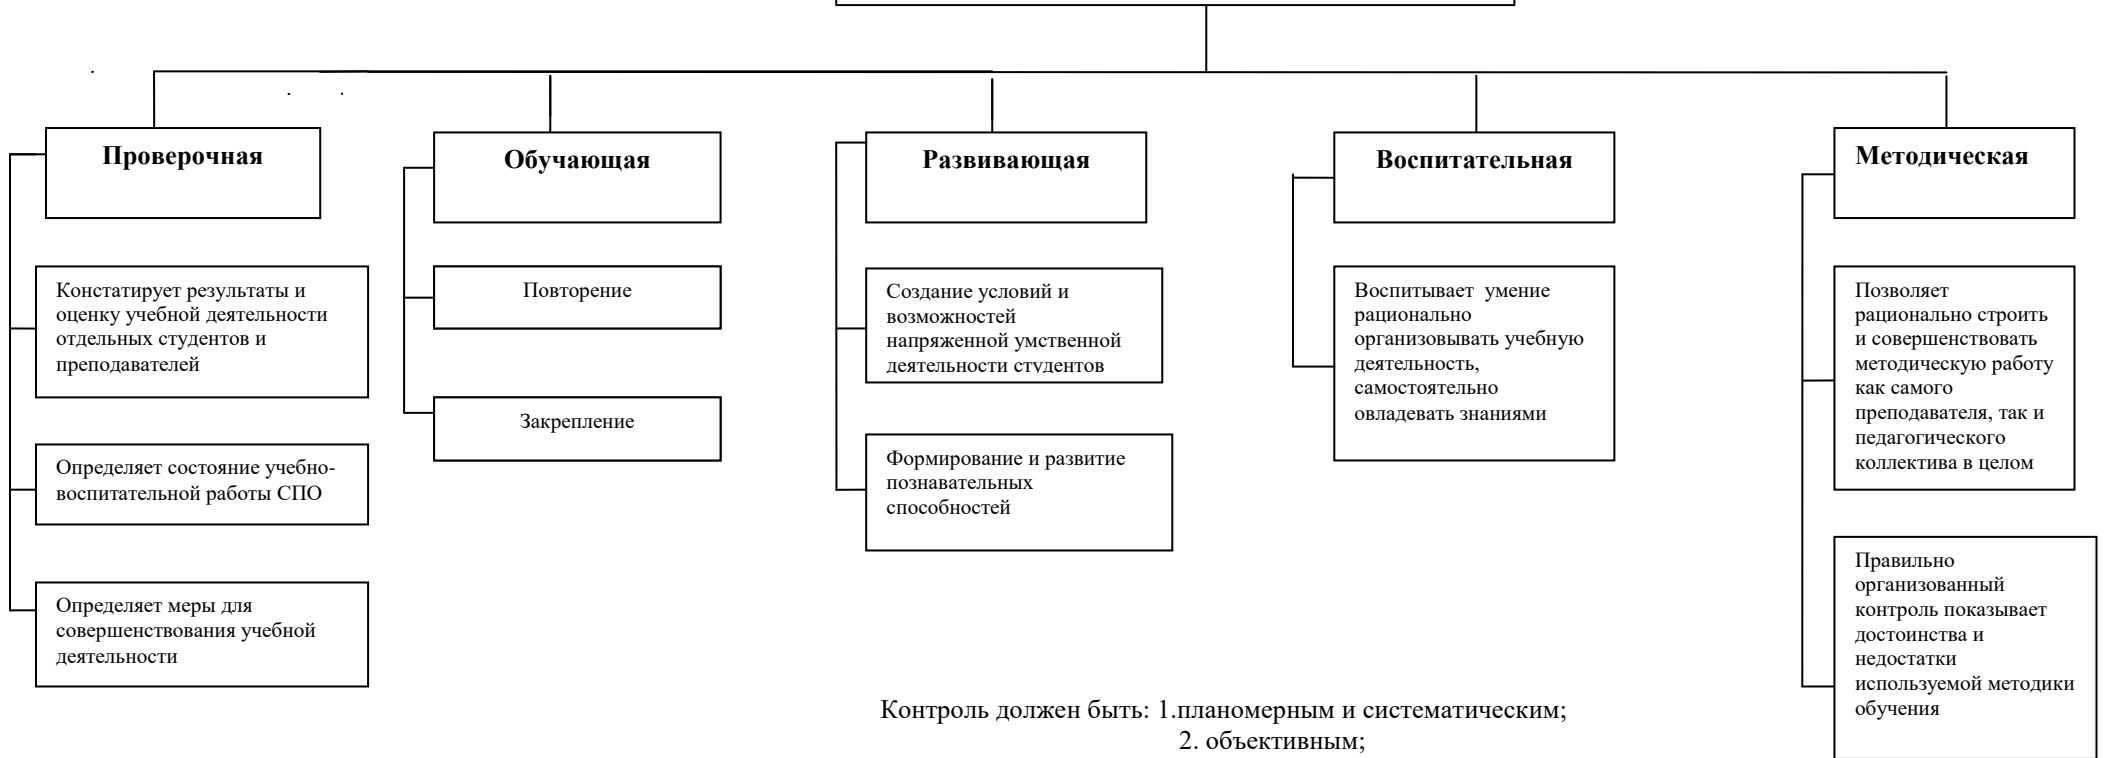 Проверочная
Обучающая
Развивающая
Воспитательная
Методическая
Констатирует результаты и
оценку учебной деятельности
отдельных студентов и
преподавателей
Определяет состояние учебно-
воспитательной работы СПО
Определяет меры для
совершенствования учебной
деятельности
Повторение
Закрепление
Создание условий и
возможностей
напряженной умственной
деятельности студентов
Формирование и развитие
познавательных
способностей
Воспитывает  умение
рационально
организовывать учебную
деятельность,
самостоятельно
овладевать знаниями
Позволяет
рационально строить
и совершенствовать
методическую работу
как самого
преподавателя, так и
педагогического
коллектива в целом
Правильно
организованный
контроль показывает
достоинства и
недостатки
используемой методики
обучения
Контроль должен быть: 1.планомерным и систематическим;
2. объективным;